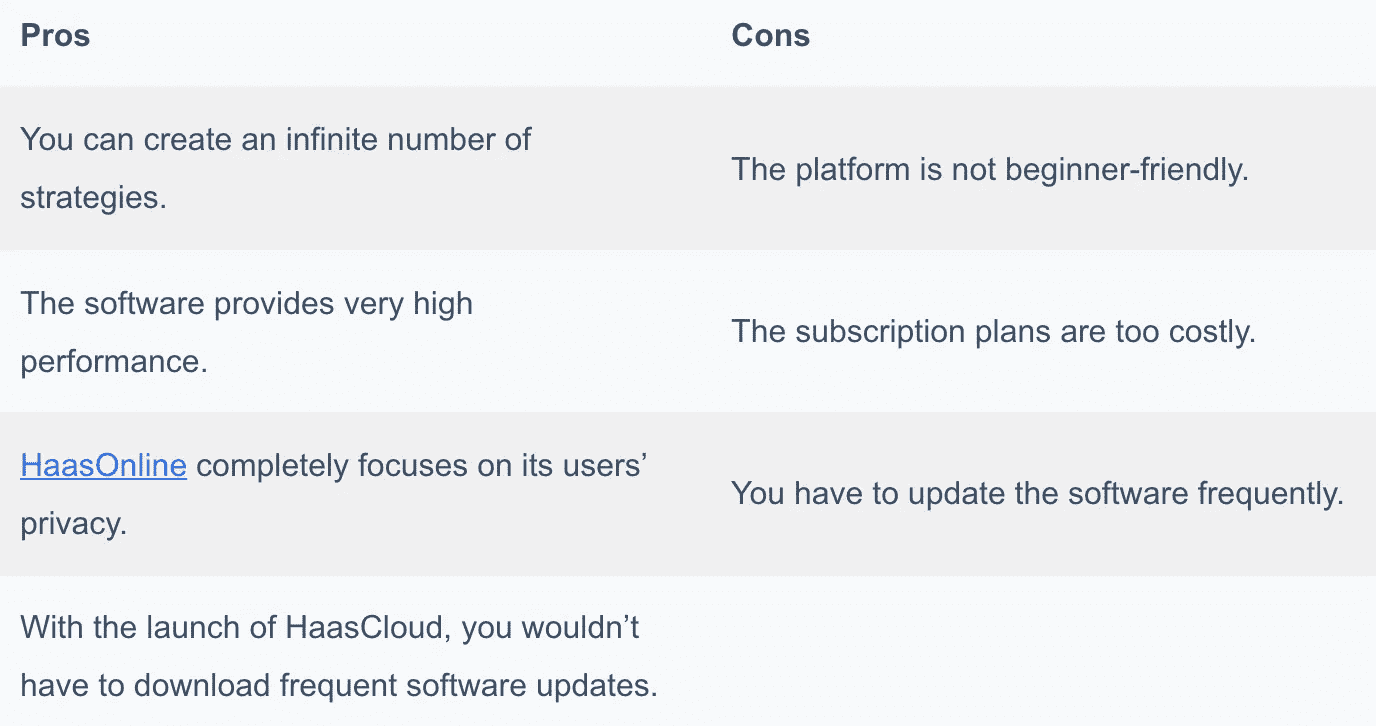 Pros
Cons
You can create an infinite number of
strategies.
The platform is not beginner-friendly.
The software provides very high
performance.
The subscription plans are too costly.
HaasOnline completely focuses on its users’
privacy.
You have to update the software frequently.
With the launch of HaasCloud, you wouldn’t
have to download frequent software updates.